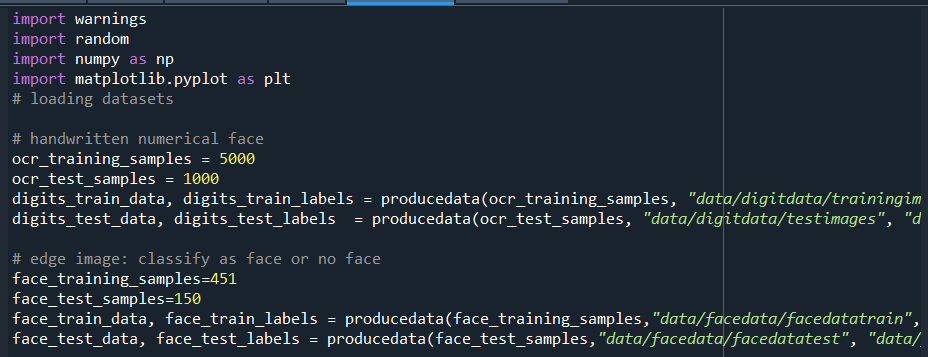 import warnings
import random
import numpy as np
import matplotlib.pyplot as plt
# loading datasets
# handwritten numerical face
ocr_training_samples = 5000
ocr_test_samples = 1000
digits_train_data, digits_train_labels = producedata(ocr_training_samples, "data/digitdata/trainingim
digits_test_data, digits_test_labels  = producedata(ocr_test_samples, "data/digitdata/testimages", "d
# edge image: classify as face or no face
face_training_samples=451
face_test_samples=150
face_train_data, face_train_labels = producedata(face_training_samples,"data/facedata/facedatatrain",
face_test_data, face_test_labels = producedata(face_test_samples,"data/facedata/facedatatest", "data/